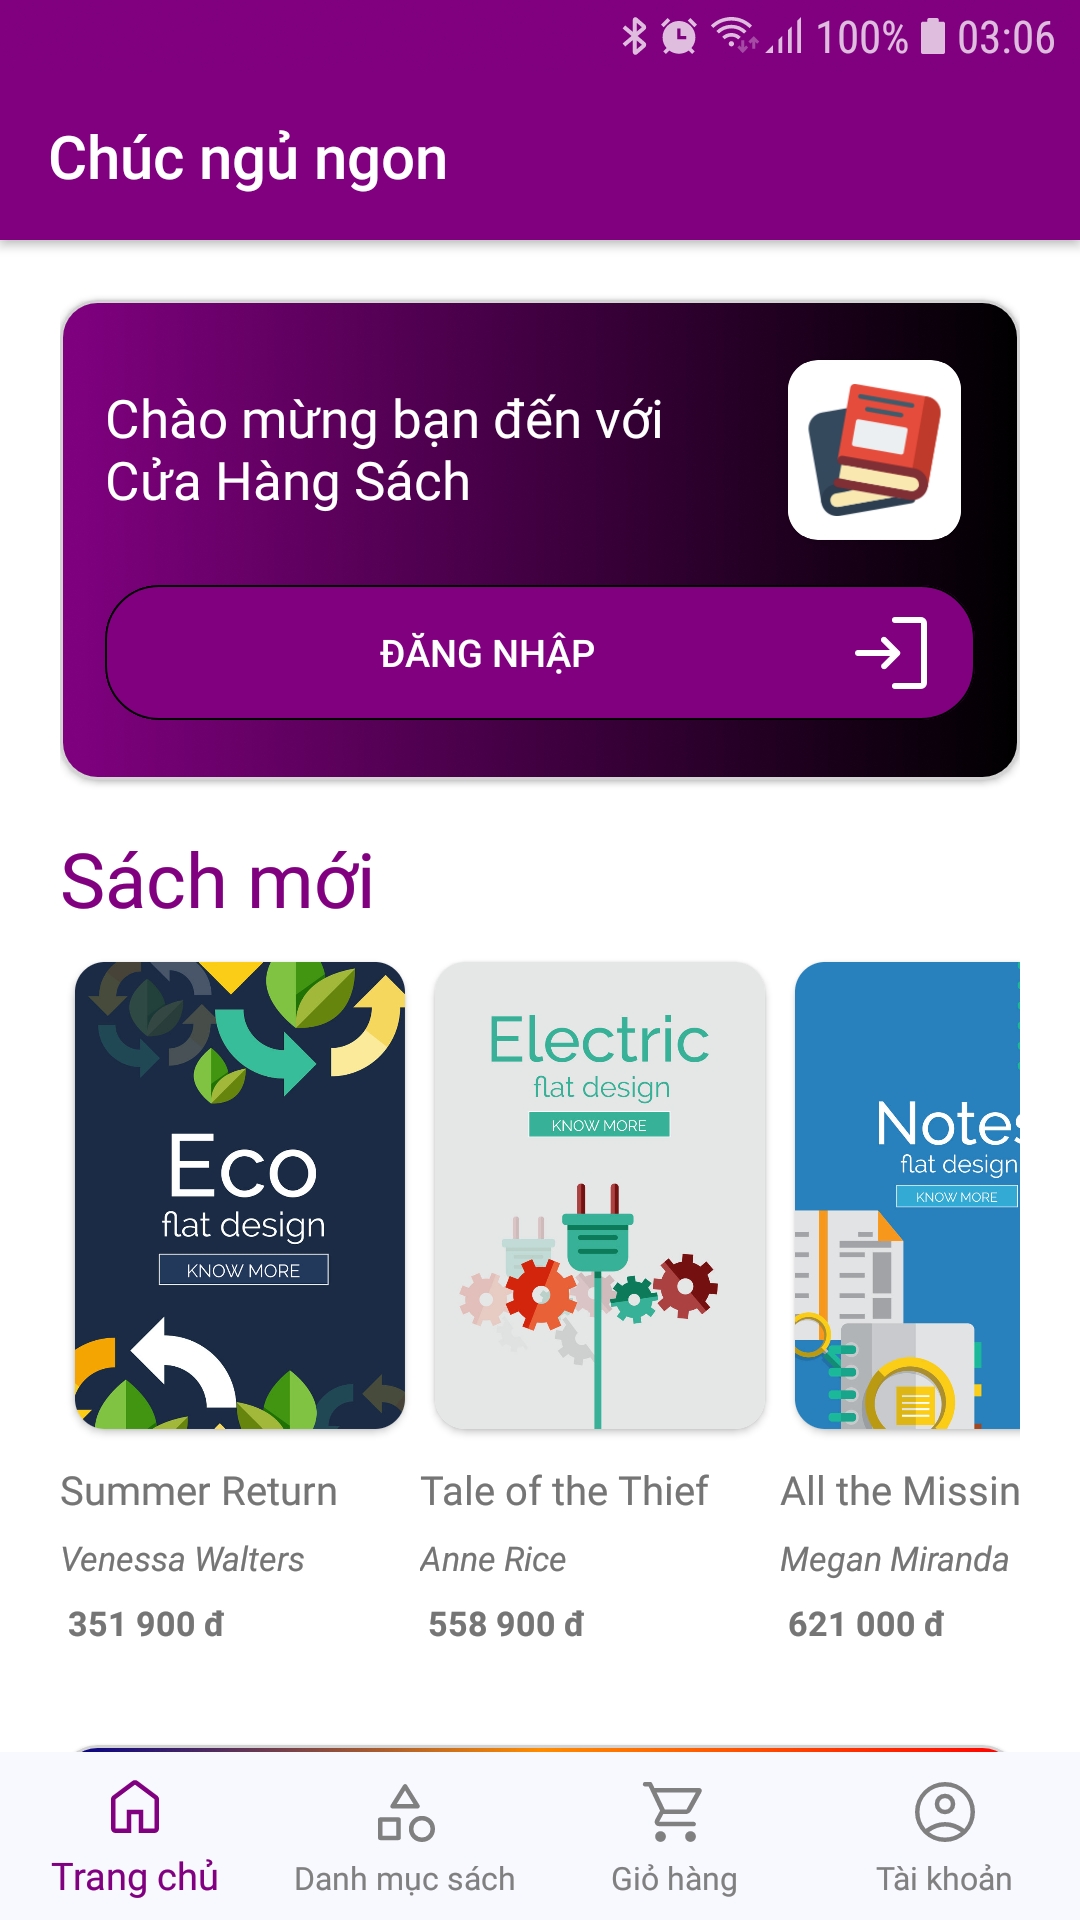 100% 03:06
Chúc ngủ ngon
Chào mừng bạn đến với
Cửa Hàng Sách
ĐĂNG NHẬP
Sách mới
Eco
flat design
KNOW MORE
Electric
flat design
KNOW MORE
Notes
flat design
KNOW MORE
Summer Return
Venessa Walters
351 900 đ
Tale of the Thief
Anne Rice
558 900 đ
All the Missin
Megan Miranda
621 000 đ
Trang chủ
Danh mục sách
Giỏ hàng
Tài khoản